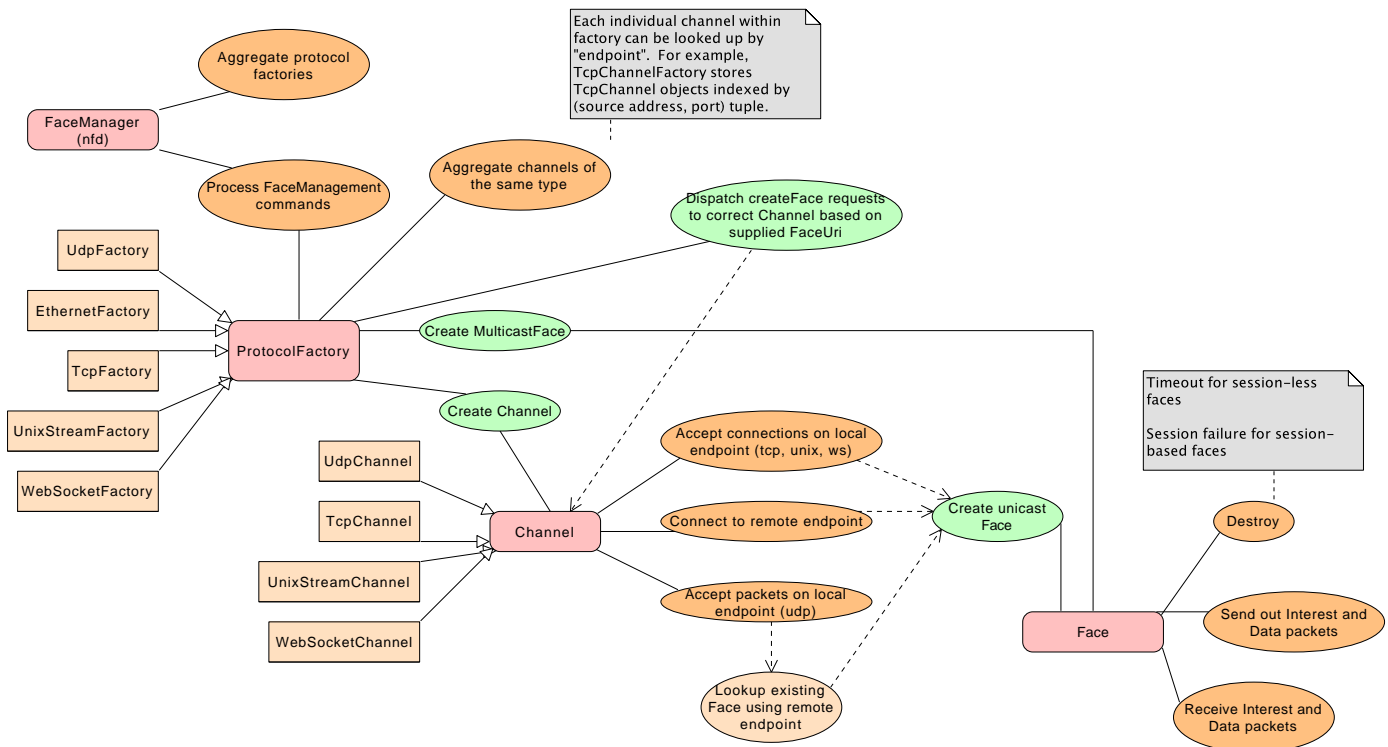 Each individual channel within
factory can be looked up by
"endpoint".  For example,
TcpChannelFactory stores
TcpChannel objects indexed by
(source address, port) tuple.
Aggregate protocol
factories
FaceManager
(nfd)
Process FaceManagement
commands
Aggregate channels of
the same type
Dispatch createFace requests
to correct Channel based on
supplied FaceUri
UdpFactory
EthernetFactory
TcpFactory
UnixStreamFactory
WebSocketFactory
ProtocolFactory
Create MulticastFace
Create Channel
UdpChannel
TcpChannel
UnixStreamChannel
WebSocketChannel
Channel
Accept connections on local
endpoint (tcp, unix, ws)
Connect to remote endpoint
Accept packets on local
endpoint (udp)
Lookup existing
Face using remote
endpoint
Create unicast
Face
Timeout for session-less
faces
Session failure for session-
based faces
Destroy
Face
Send out Interest and
Data packets
Receive Interest and
Data packets